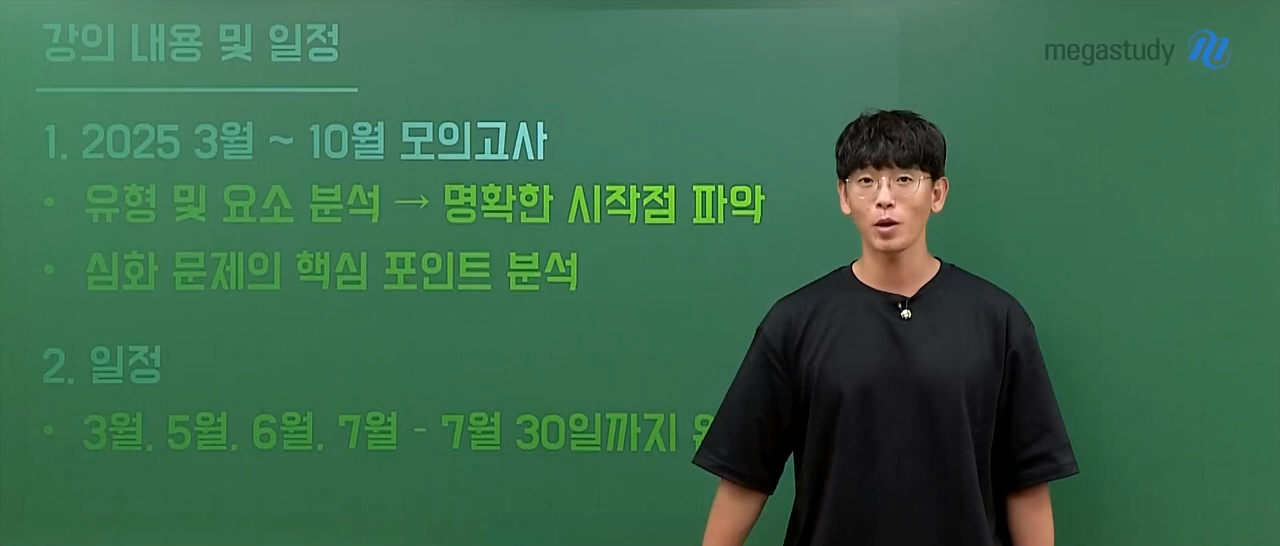 강의 내용 및 일정
megastudy
1. 2025 3월 ~ 10월 모의고사
• 유형 및 요소 분석 → 명확한 시작점 파악
• 심화 문제의 핵심 포인트 분석
2. 일정
• 3월, 5월, 6월, 7월 - 7월 30일까지